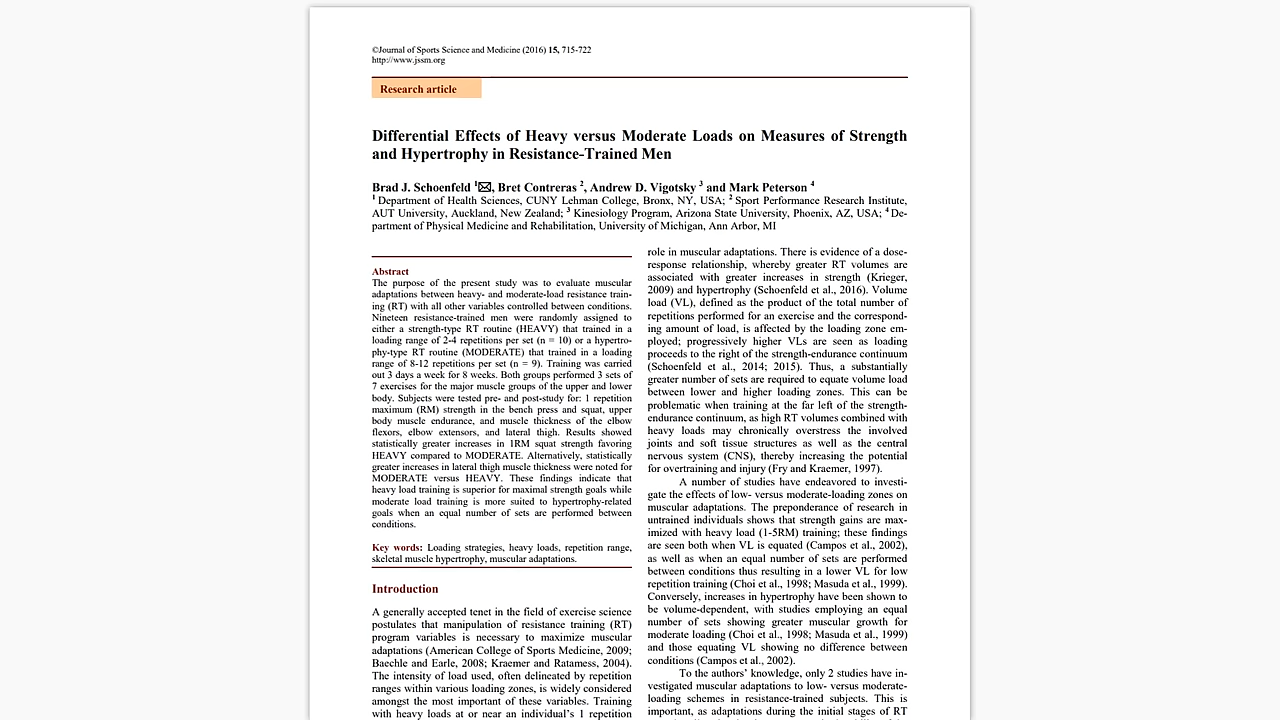 ©Journal of Sports Science and Medicine (2016) 15, 715-722
http://www.jssm.org
Research article
Differential Effects of Heavy versus Moderate Loads on Measures of Strength
and Hypertrophy in Resistance-Trained Men
Brad J. Schoenfeld 1✉, Bret Contreras 2, Andrew D. Vigotsky 3 and Mark Peterson 4
1 Department of Health Sciences, CUNY Lehman College, Bronx, NY, USA; 2 Sport Performance Research Institute,
AUT University, Auckland, New Zealand; 3 Kinesiology Program, Arizona State University, Phoenix, AZ, USA; 4 De-
partment of Physical Medicine and Rehabilitation, University of Michigan, Ann Arbor, MI
Abstract
The purpose of the present study was to evaluate muscular
adaptations between heavy- and moderate-load resistance train-
ing (RT) with all other variables controlled between conditions.
Nineteen resistance-trained men were randomly assigned to
either a strength-type RT routine (HEAVY) that trained in a
loading range of 2-4 repetitions per set (n = 10) or a hypertro-
phy-type RT routine (MODERATE) that trained in a loading
range of 8-12 repetitions per set (n = 9). Training was carried
out 3 days a week for 8 weeks. Both groups performed 3 sets of
7 exercises for the major muscle groups of the upper and lower
body. Subjects were tested pre- and post-study for: 1 repetition
maximum (RM) strength in the bench press and squat, upper
body muscle endurance, and muscle thickness of the elbow
flexors, elbow extensors, and lateral thigh. Results showed
statistically greater increases in 1RM squat strength favoring
HEAVY compared to MODERATE. Alternatively, statistically
greater increases in lateral thigh muscle thickness were noted for
MODERATE versus HEAVY. These findings indicate that
heavy load training is superior for maximal strength goals while
moderate load training is more suited to hypertrophy-related
goals when an equal number of sets are performed between
conditions.
Key words: Loading strategies, heavy loads, repetition range,
skeletal muscle hypertrophy, muscular adaptations.
Introduction
A generally accepted tenet in the field of exercise science
postulates that manipulation of resistance training (RT)
program variables is necessary to maximize muscular
adaptations (American College of Sports Medicine, 2009;
Baechle and Earle, 2008; Kraemer and Ratamess, 2004).
The intensity of load used, often delineated by repetition
ranges within various loading zones, is widely considered
amongst the most important of these variables. Training
with heavy loads at or near an individual's 1 repetition
role in muscular adaptations. There is evidence of a dose-
response relationship, whereby greater RT volumes are
associated with greater increases in strength (Krieger,
2009) and hypertrophy (Schoenfeld et al., 2016). Volume
load (VL), defined as the product of the total number of
repetitions performed for an exercise and the correspond-
ing amount of load, is affected by the loading zone em-
ployed; progressively higher VLs are seen as loading
proceeds to the right of the strength-endurance continuum
(Schoenfeld et al., 2014; 2015). Thus, a substantially
greater number of sets are required to equate volume load
between lower and higher loading zones. This can be
problematic when training at the far left of the strength-
endurance continuum, as high RT volumes combined with
heavy loads may chronically overstress the involved
joints and soft tissue structures as well as the central
nervous system (CNS), thereby increasing the potential
for overtraining and injury (Fry and Kraemer, 1997).
A number of studies have endeavored to investi-
gate the effects of low- versus moderate-loading zones on
muscular adaptations. The preponderance of research in
untrained individuals shows that strength gains are max-
imized with heavy load (1-5RM) training; these findings
are seen both when VL is equated (Campos et al., 2002),
as well as when an equal number of sets are performed
between conditions thus resulting in a lower VL for low
repetition training (Choi et al., 1998; Masuda et al., 1999).
Conversely, increases in hypertrophy have been shown to
be volume-dependent, with studies employing an equal
number of sets showing greater muscular growth for
moderate loading (Choi et al., 1998; Masuda et al., 1999)
and those equating VL showing no difference between
conditions (Campos et al., 2002).
To the authors' knowledge, only 2 studies have in-
vestigated muscular adaptations to low- versus moderate-
loading schemes in resistance-trained subjects. This is
important, as adaptations during the initial stages of RT